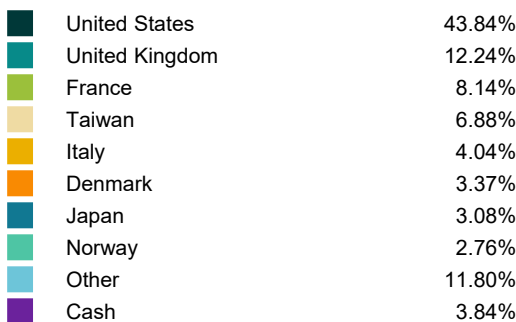 United States 43.84%
United Kingdom 12.24%
France 8.14%
Taiwan 6.88%
Italy 4.04%
Denmark 3.37%
Japan 3.08%
Norway 2.76%
Other 11.80%
Cash 3.84%